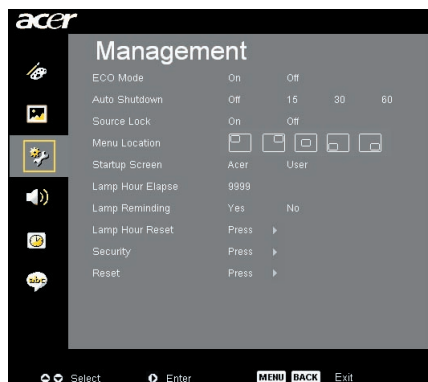 acer
Management
ECO Mode On Off
Auto Shutdown Off 15 30 60
Source Lock On Off
Menu Location
Startup Screen Acer User
Lamp Hour Elapse 9999
Lamp Reminding Yes No
Lamp Hour Reset Press
Security Press
Reset Press
abc
Select Enter MENU BACK Exit